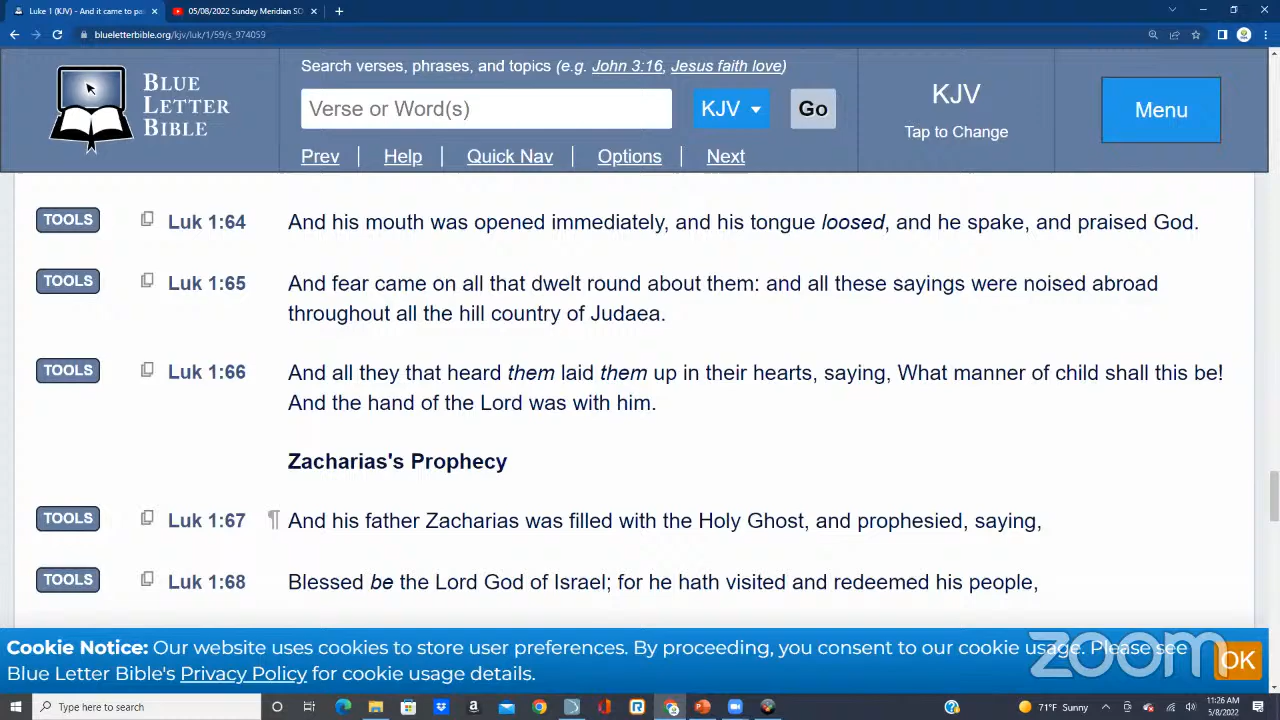 Luke 1 (KJV) - And it came to pa
05/08/2022 Sunday Meridian SD
blueletterbible.org/kjv/luk/1/59/s_974059
BLUE
LETTER
BIBLE
Search verses, phrases, and topics (e.g. John 3:16, Jesus faith love)
Verse or Word(s)
KJV
Go
Prev | Help | Quick Nav | Options | Next
KJV
Tap to Change
Menu
TOOLS Luk 1:64 And his mouth was opened immediately, and his tongue loosed, and he spake, and praised God.
TOOLS Luk 1:65 And fear came on all that dwelt round about them: and all these sayings were noised abroad
throughout all the hill country of Judaea.
TOOLS Luk 1:66 And all they that heard them laid them up in their hearts, saying, What manner of child shall this be!
And the hand of the Lord was with him.
Zacharias's Prophecy
TOOLS Luk 1:67 ¶ And his father Zacharias was filled with the Holy Ghost, and prophesied, saying,
TOOLS Luk 1:68 Blessed be the Lord God of Israel; for he hath visited and redeemed his people,
Cookie Notice: Our website uses cookies to store user preferences. By proceeding, you consent to our cookie usage. Please see
Blue Letter Bible's Privacy Policy for cookie usage details.
OK
zoom
Type here to search
71°F Sunny
11:26 AM
5/8/2022